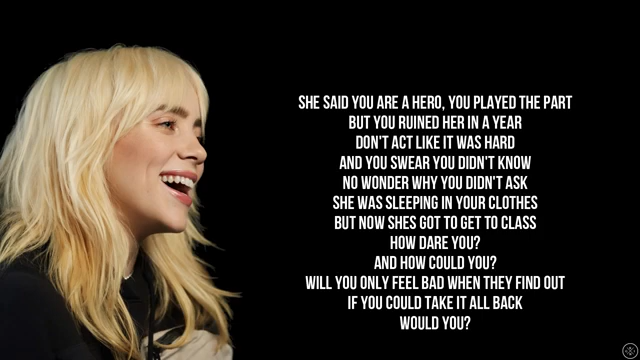 SHE SAID YOU ARE A HERO, YOU PLAYED THE PART
BUT YOU RUINED HER IN A YEAR
DON'T ACT LIKE IT WAS HARD
AND YOU SWEAR YOU DIDN'T KNOW
NO WONDER WHY YOU DIDN'T ASK
SHE WAS SLEEPING IN YOUR CLOTHES
BUT NOW SHES GOT TO GET TO CLASS
HOW DARE YOU?
AND HOW COULD YOU?
WILL YOU ONLY FEEL BAD WHEN THEY FIND OUT
IF YOU COULD TAKE IT ALL BACK
WOULD YOU?